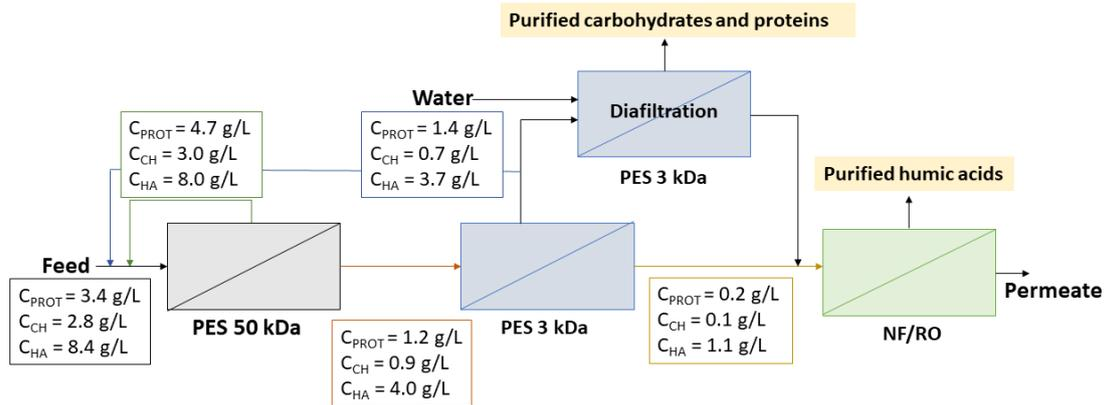 Purified carbohydrates and proteins
Water
Diafiltration
PES 3 kDa
C_PROT = 4.7 g/L
C_CH = 3.0 g/L
C_HA = 8.0 g/L
C_PROT = 1.4 g/L
C_CH = 0.7 g/L
C_HA = 3.7 g/L
Purified humic acids
Feed
C_PROT = 3.4 g/L
C_CH = 2.8 g/L
C_HA = 8.4 g/L
PES 50 kDa
C_PROT = 1.2 g/L
C_CH = 0.9 g/L
C_HA = 4.0 g/L
PES 3 kDa
C_PROT = 0.2 g/L
C_CH = 0.1 g/L
C_HA = 1.1 g/L
NF/RO
Permeate